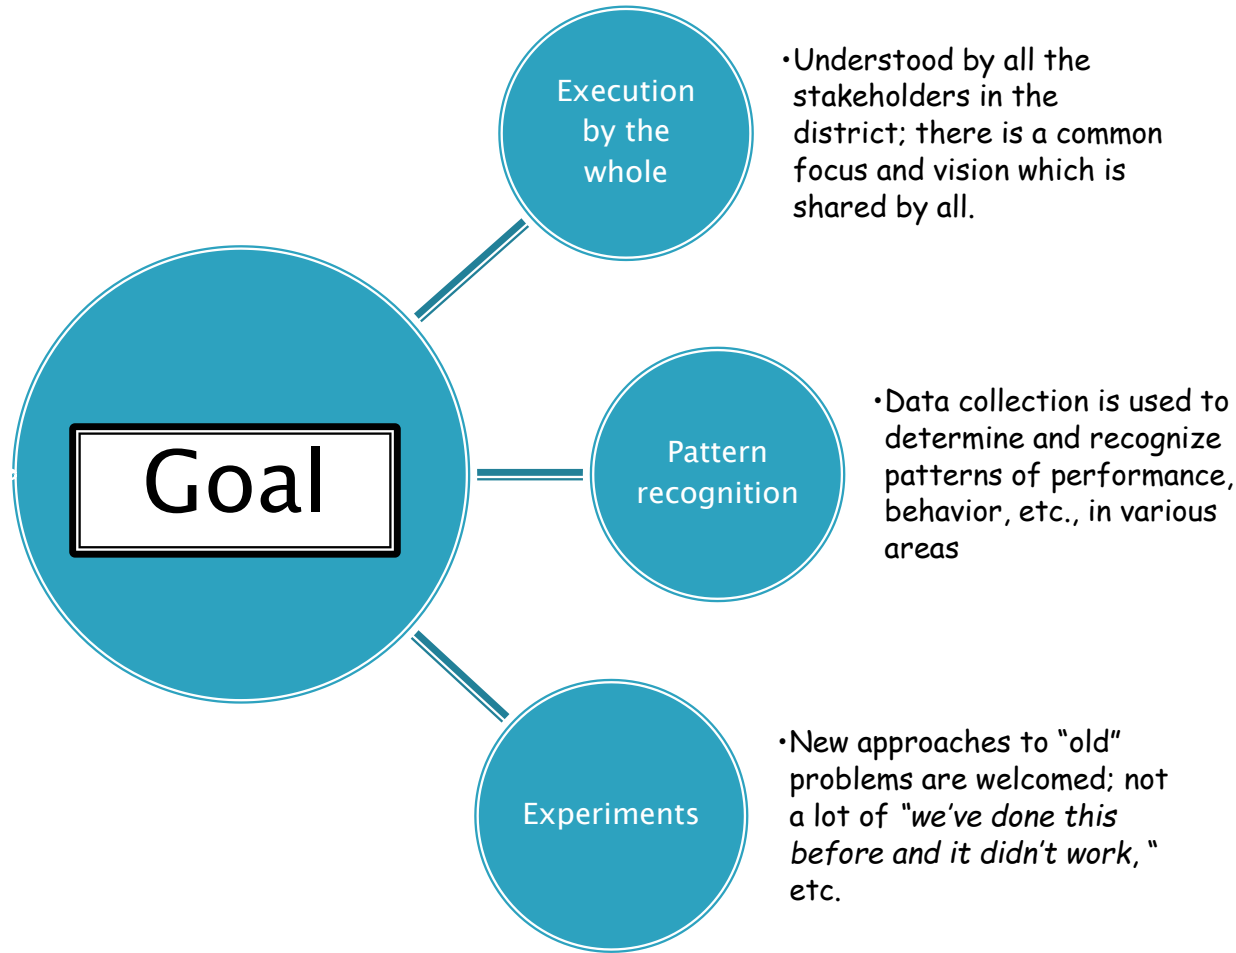 Goal
Execution
by the
whole
•Understood by all the
stakeholders in the
district; there is a common
focus and vision which is
shared by all.
Pattern
recognition
•Data collection is used to
determine and recognize
patterns of performance,
behavior, etc., in various
areas
Experiments
•New approaches to “old”
problems are welcomed; not
a lot of “we’ve done this
before and it didn’t work, “
etc.